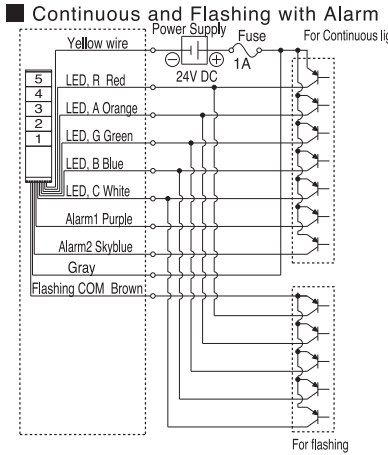 ■ Continuous and Flashing with Alarm
Power Supply
Fuse
For Continuous lig
Yellow wire
24V DC
1A
5
4
3
2
1
LED, R Red
LED, A Orange
LED, G Green
LED, B Blue
LED, C White
Alarm1 Purple
Alarm2 Skyblue
Gray
Flashing COM Brown
For flashing